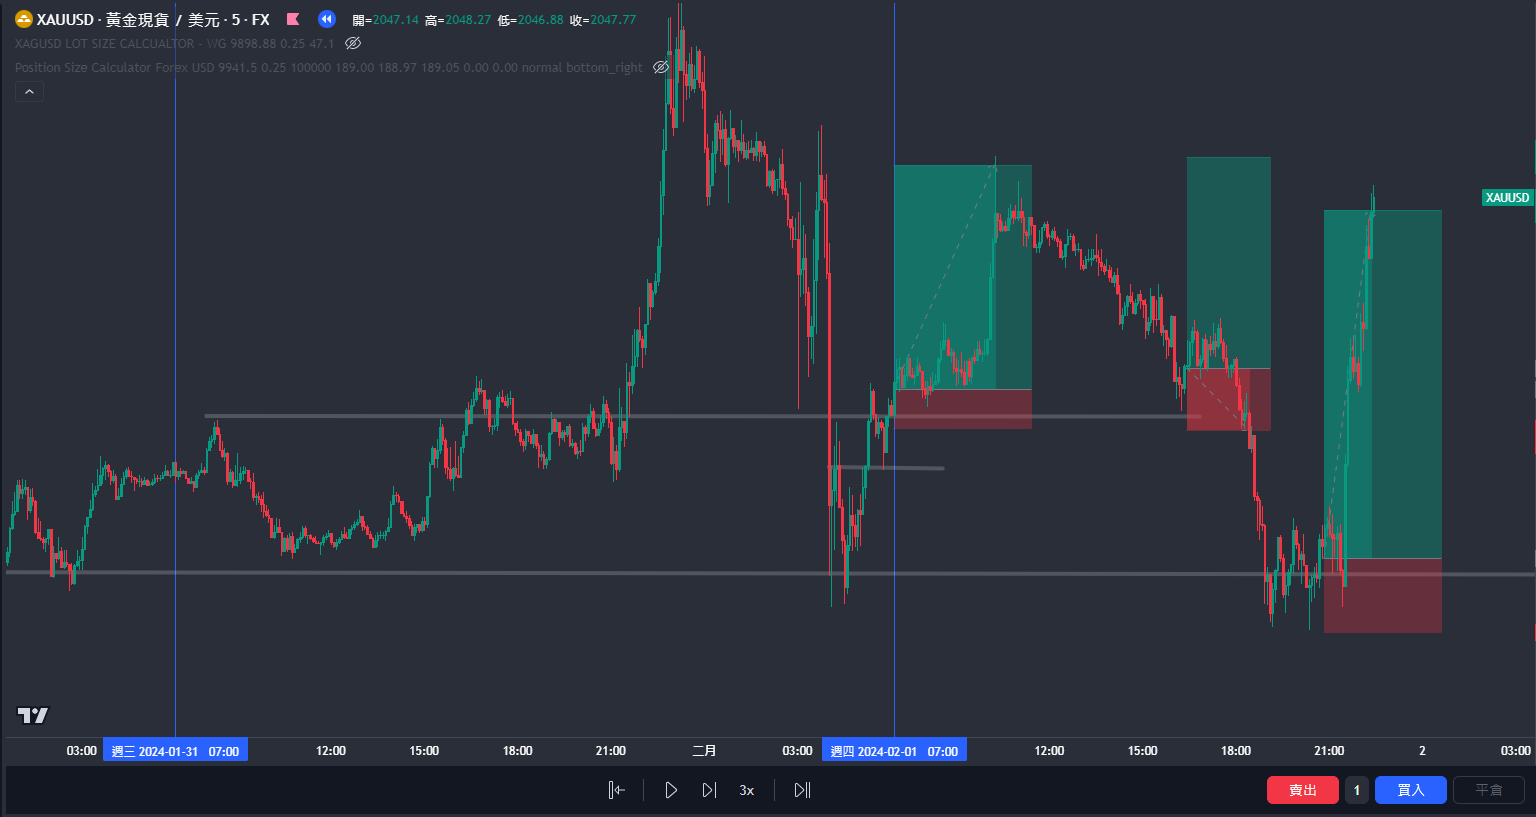 XAUUSD · 黃金現貨 / 美元 · 5 · FX 開=2047.14 高=2048.27 低=2046.88 收=2047.77
XAGUSD LOT SIZE CALCUALTOR - WG 9898.88 0.25 47.1
Position Size Calculator Forex USD 9941.5 0.25 100000 189.00 188.97 189.05 0.00 0.00 normal bottom_right
XAUUSD
03:00 週三 2024-01-31 07:00 12:00 15:00 18:00 21:00 二月 03:00 週四 2024-02-01 07:00 12:00 15:00 18:00 21:00 2 03:00
3x 賣出 1 買入 平倉